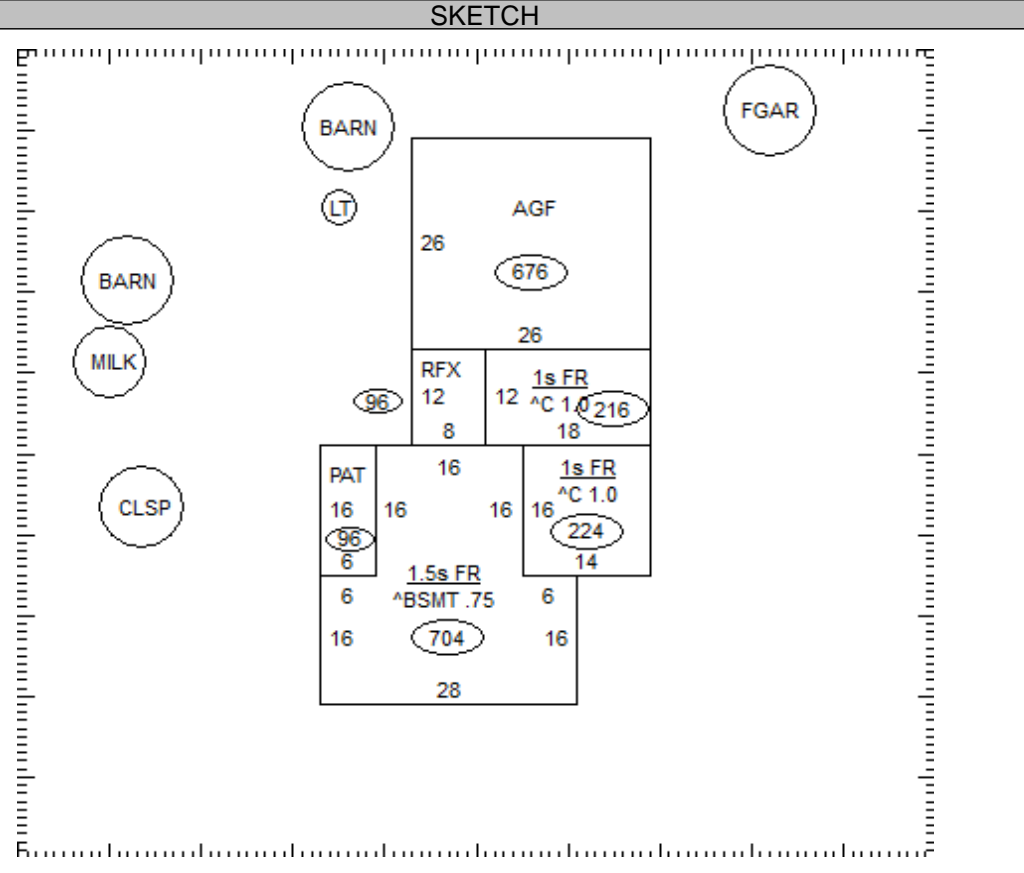 SKETCH
BARN
FGAR
LT
AGF
26
676
26
BARN
MILK
RFX
12
96
8
12
1s FR
^C 1.0
216
18
PAT
16
96
6
16
16
16
1s FR
^C 1.0
16
224
14
CLSP
1.5s FR
^BSMT .75
6
6
704
16
16
28